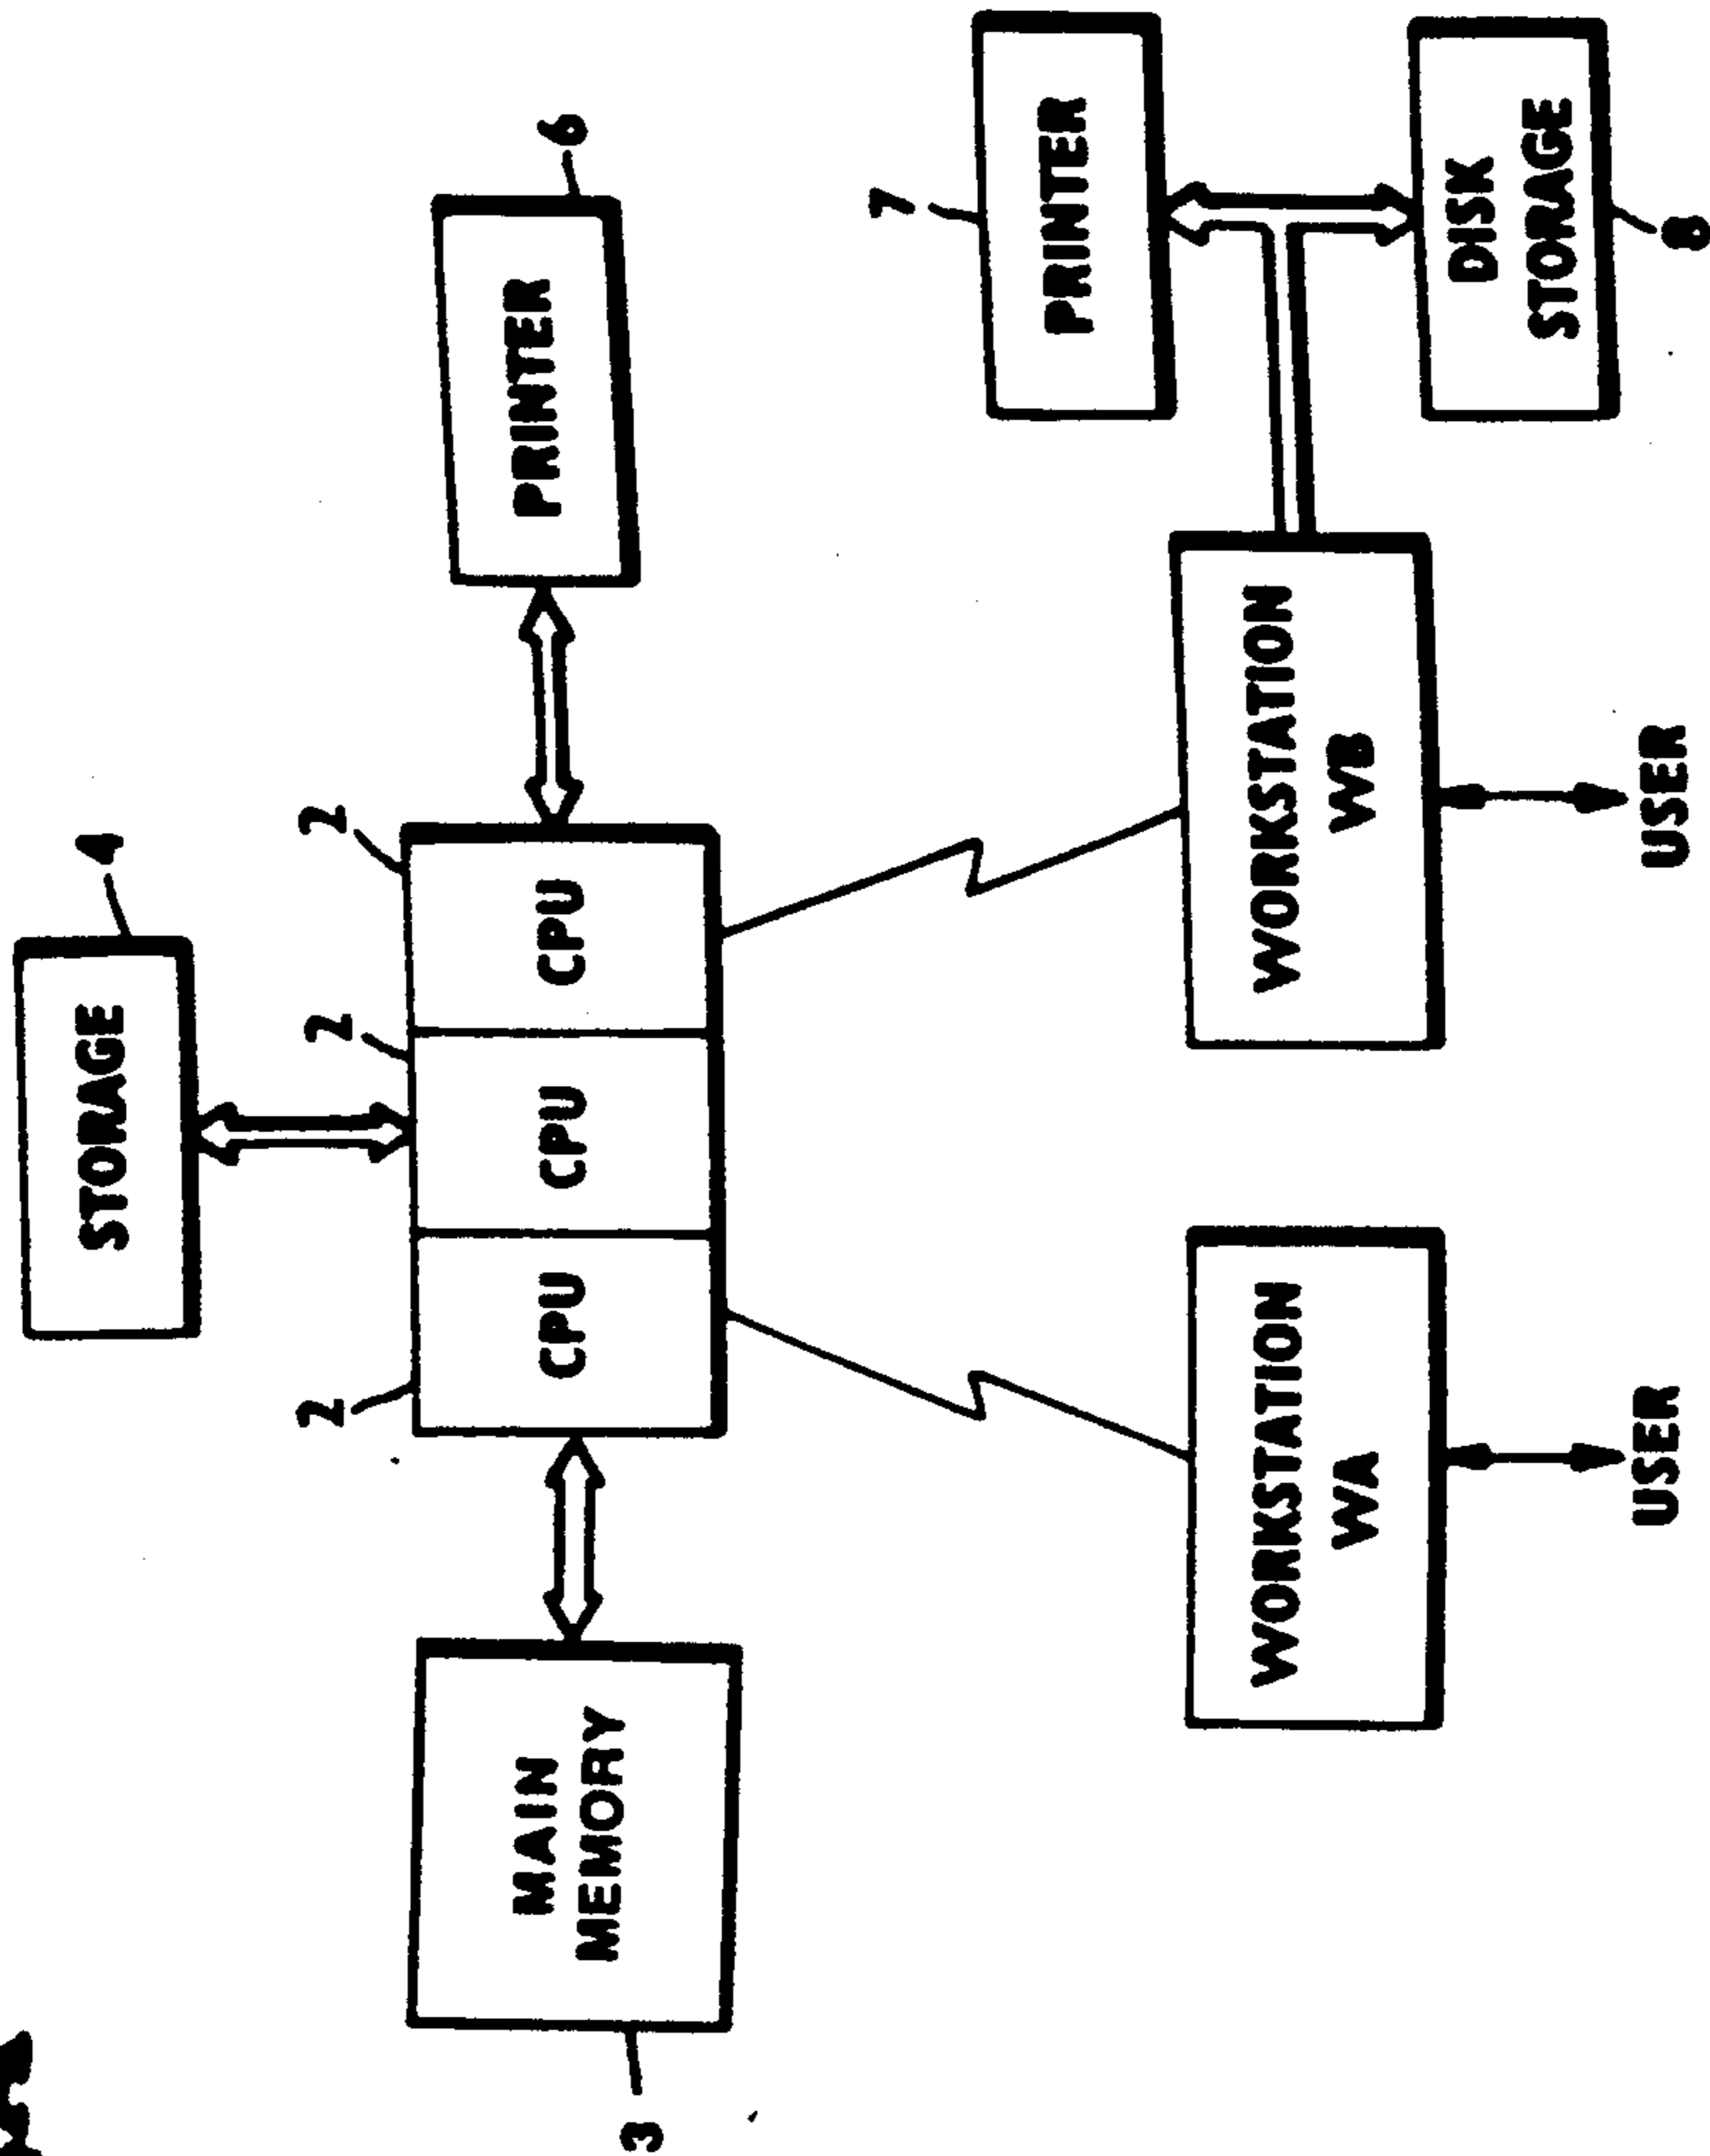 STORAGE
4
2
2
2
MAIN
MEMORY
3
CPU
CPU
CPU
PRINTER
6
7
PRINTER
WORKSTATION
WA
WORKSTATION
WB
DISK
STORAGE
8
USER
USER